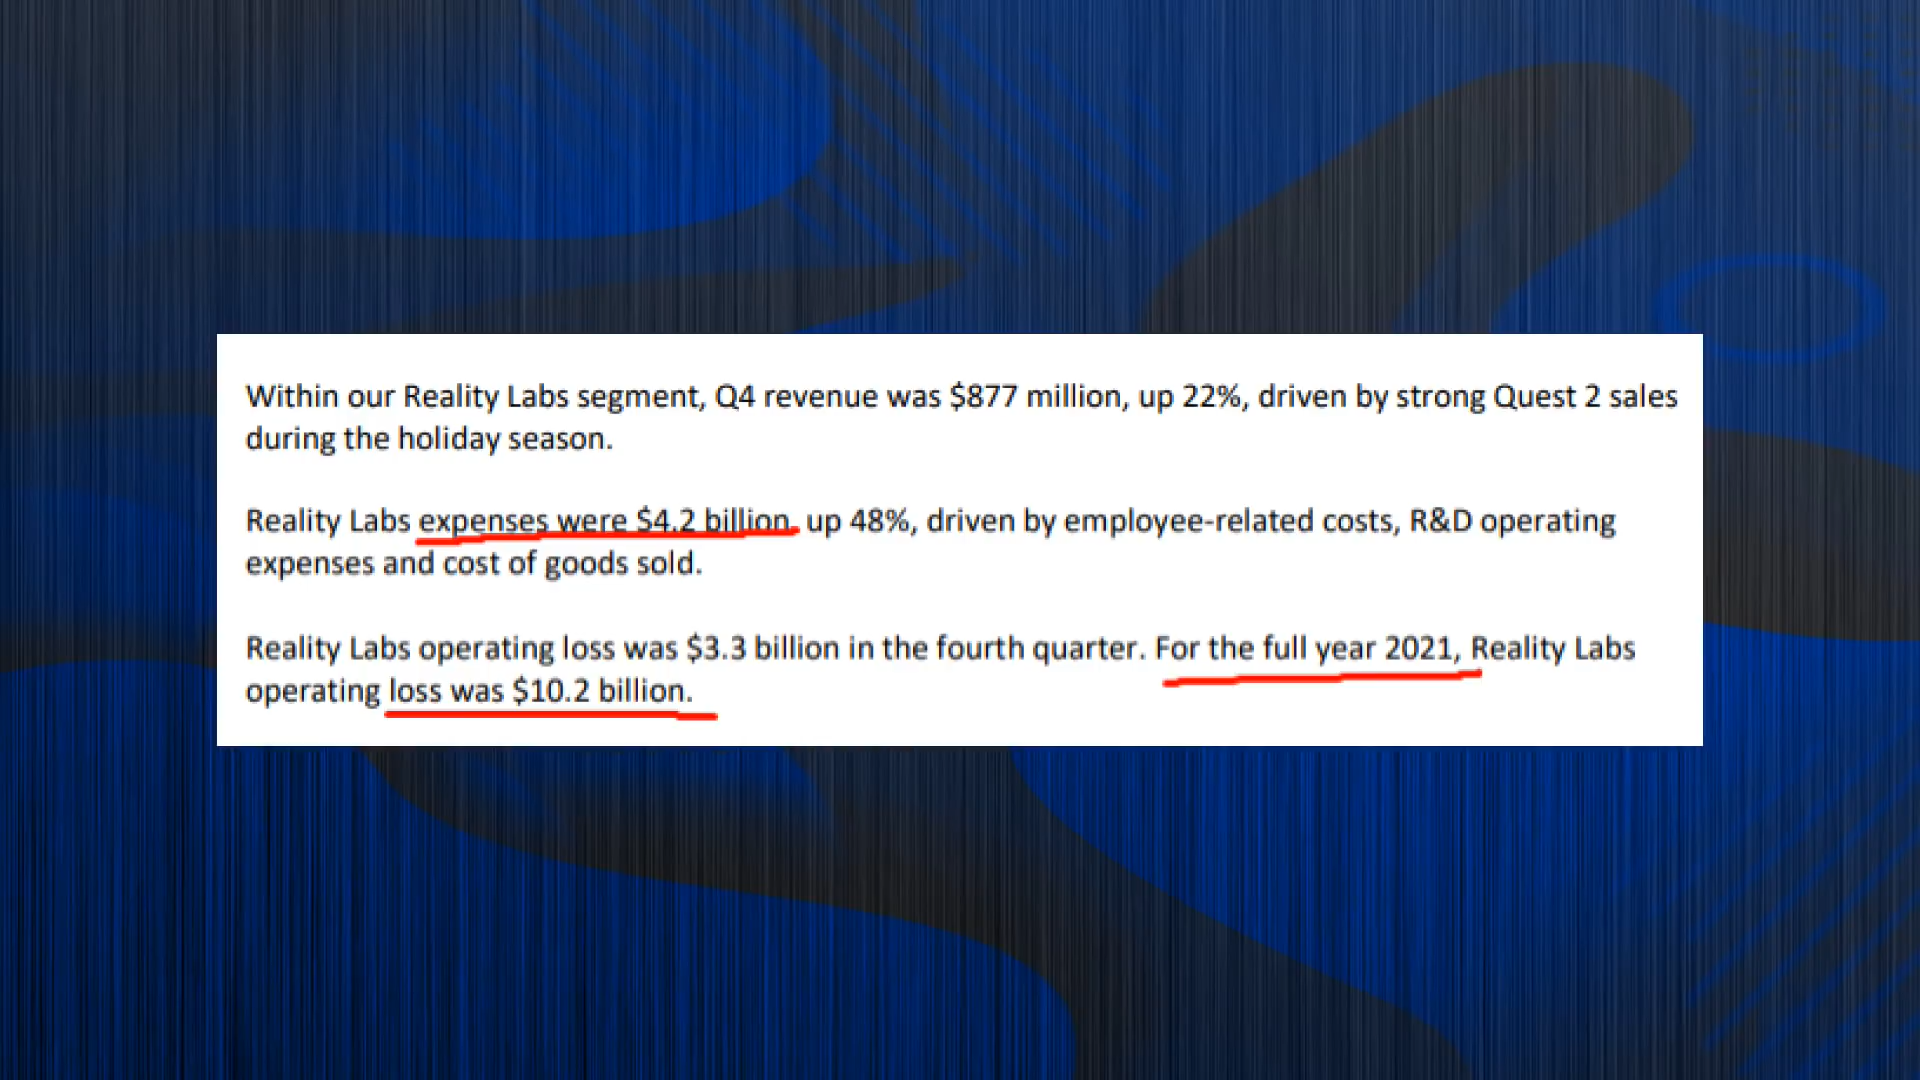 Within our Reality Labs segment, Q4 revenue was $877 million, up 22%, driven by strong Quest 2 sales
during the holiday season.
Reality Labs expenses were $4.2 billion, up 48%, driven by employee-related costs, R&D operating
expenses and cost of goods sold.
Reality Labs operating loss was $3.3 billion in the fourth quarter. For the full year 2021, Reality Labs
operating loss was $10.2 billion.